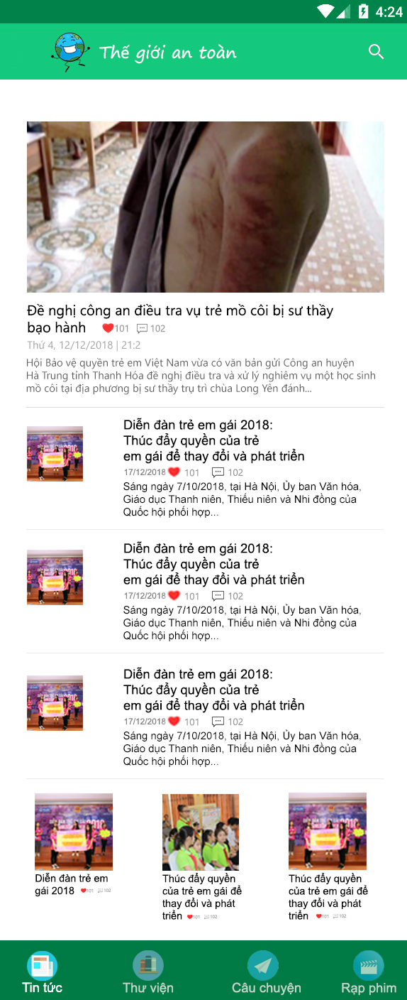 4:24
Thế giới an toàn
Đề nghị công an điều tra vụ trẻ mồ côi bị sư thầy
bạo hành 101 102
Thứ 4, 12/12/2018 | 21:2
Hội Bảo vệ quyền trẻ em Việt Nam vừa có văn bản gửi Công an huyện
Hà Trung tỉnh Thanh Hóa đề nghị điều tra và xử lý nghiêm vụ một học sinh
mồ côi tại địa phương bị sư thầy trụ trì chùa Long Yên đánh...
Diễn đàn trẻ em gái 2018:
Thúc đẩy quyền của trẻ
em gái để thay đổi và phát triển
17/12/2018 101 102
Sáng ngày 7/10/2018, tại Hà Nội, Ủy ban Văn hóa,
Giáo dục Thanh niên, Thiếu niên và Nhi đồng của
Quốc hội phối hợp...
Diễn đàn trẻ em gái 2018:
Thúc đẩy quyền của trẻ
em gái để thay đổi và phát triển
17/12/2018 101 102
Sáng ngày 7/10/2018, tại Hà Nội, Ủy ban Văn hóa,
Giáo dục Thanh niên, Thiếu niên và Nhi đồng của
Quốc hội phối hợp...
Diễn đàn trẻ em gái 2018:
Thúc đẩy quyền của trẻ
em gái để thay đổi và phát triển
17/12/2018 101 102
Sáng ngày 7/10/2018, tại Hà Nội, Ủy ban Văn hóa,
Giáo dục Thanh niên, Thiếu niên và Nhi đồng của
Quốc hội phối hợp...
Diễn đàn trẻ em
gái 2018 101 102
Thúc đẩy quyền
của trẻ em gái để
thay đổi và phát
triển 101 102
Thúc đẩy quyền
của trẻ em gái để
thay đổi và phát
triển 101 102
Tin tức
Thư viện
Câu chuyện
Rạp phim